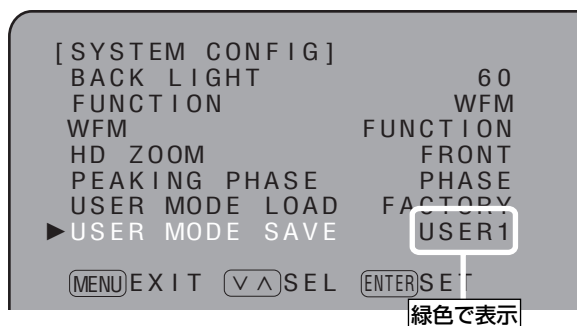 [SYSTEM CONFIG]
BACK LIGHT 60
FUNCTION WFM
WFM FUNCTION
HD ZOOM FRONT
PEAKING PHASE PHASE
USER MODE LOAD FACTORY
▶USER MODE SAVE USER1
MENU EXIT ∨∧ SEL ENTER SET
緑色で表示